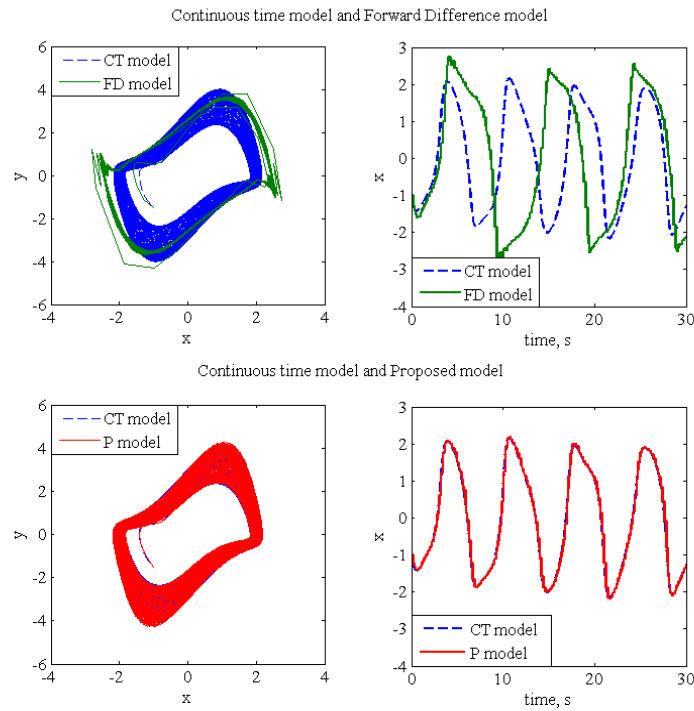 Continuous time model and Forward Difference model
6
4
2
0
-2
-4
-6
y
-4
-2
0
2
4
x
CT model
FD model
3
2
1
0
-1
-2
-3
-4
x
0
10
20
30
time, s
CT model
FD model
Continuous time model and Proposed model
6
4
2
0
-2
-4
-6
y
-4
-2
0
2
4
x
CT model
P model
3
2
1
0
-1
-2
-3
-4
x
0
10
20
30
time, s
CT model
P model